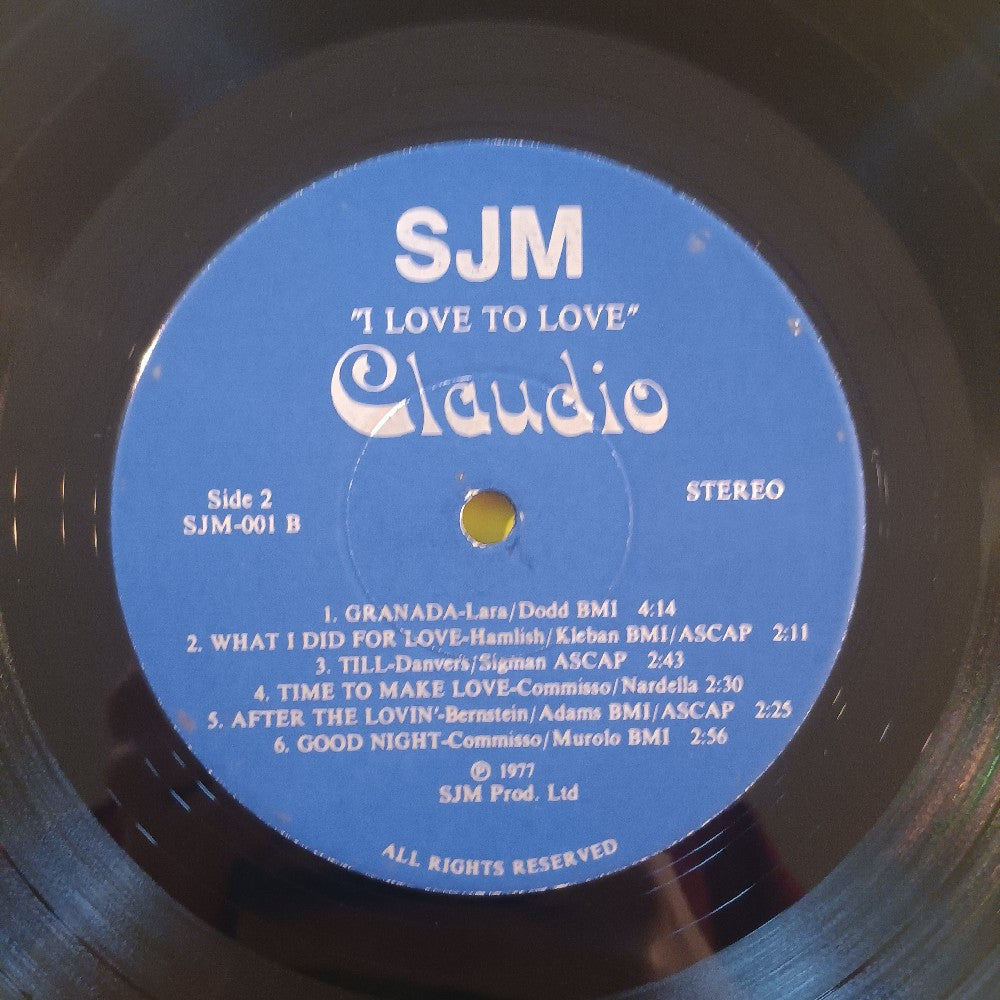 SJM
"I LOVE TO LOVE"
Claudio
Side 2
SJM-001 B
STEREO
1. GRANADA-Lara/Dodd BMI 4:14
2. WHAT I DID FOR LOVE-Hamlish/Kleban BMI/ASCAP 2:11
3. TILL-Danvers/Sigman ASCAP 2:43
4. TIME TO MAKE LOVE-Commisso/Nardella 2:30
5. AFTER THE LOVIN'-Bernstein/Adams BMI/ASCAP 2:25
6. GOOD NIGHT-Commisso/Murolo BMI 2:56
℗ 1977
SJM Prod. Ltd
ALL RIGHTS RESERVED